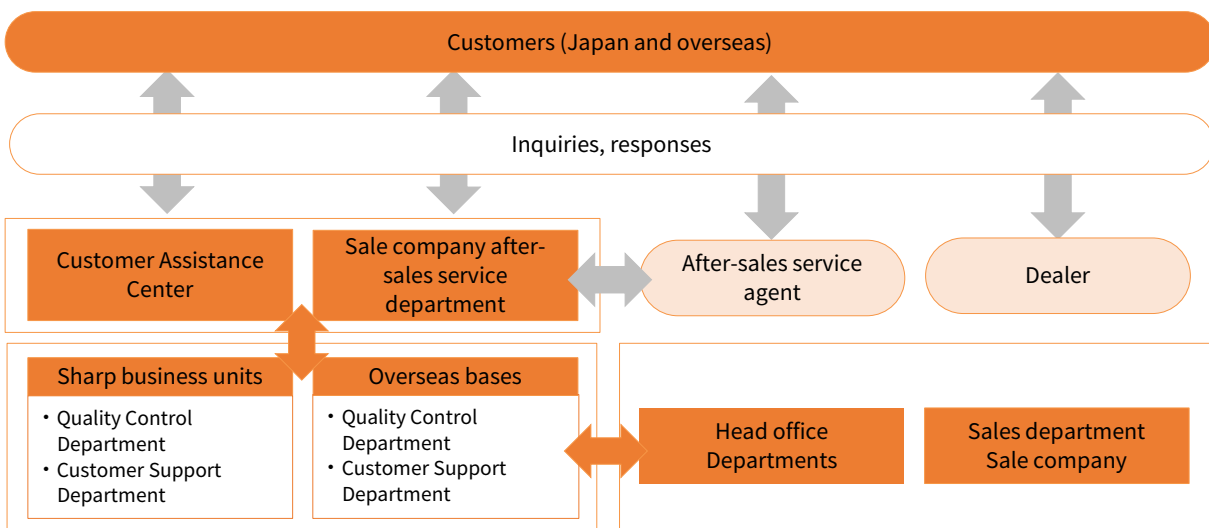 Customers (Japan and overseas)
Inquiries, responses
Customer Assistance
Center
Sale company after-
sales service
department
After-sales service
agent
Dealer
Sharp business units
・Quality Control
Department
・Customer Support
Department
Overseas bases
・Quality Control
Department
・Customer Support
Department
Head office
Departments
Sales department
Sale company